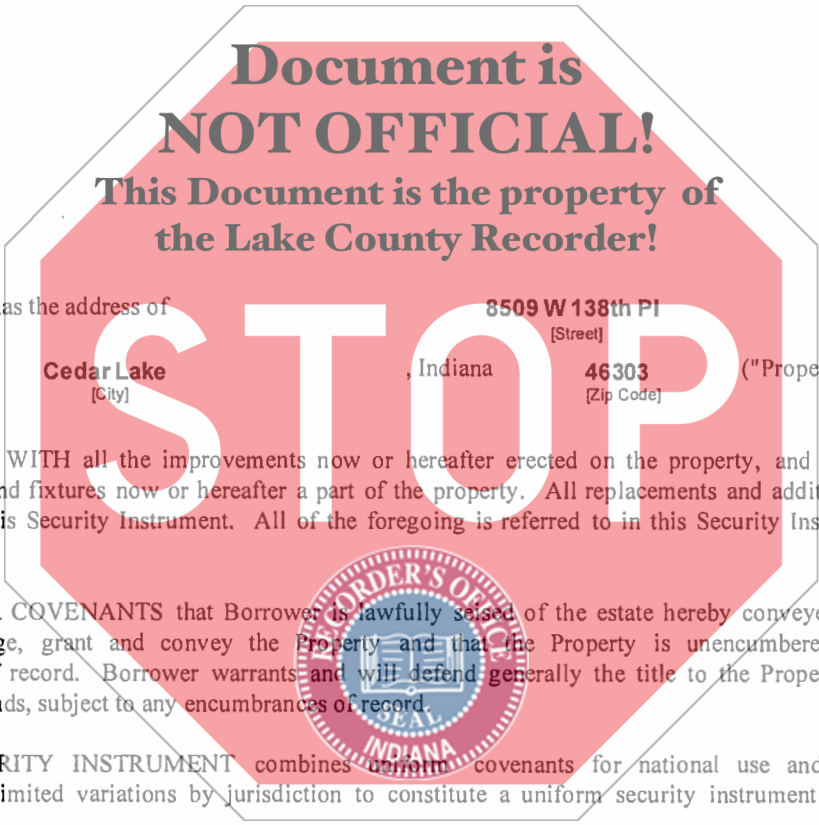 Document is
NOT OFFICIAL!
This Document is the property of
the Lake County Recorder!
as the address of 8509 W 138th Pl
[Street]
Cedar Lake , Indiana 46303 ("Prope
[City] [Zip Code]
STOP
WITH all the improvements now or hereafter erected on the property, and
nd fixtures now or hereafter a part of the property. All replacements and addit
is Security Instrument. All of the foregoing is referred to in this Security Ins
COVENANTS that Borrower is lawfully seised of the estate hereby conveye
ge, grant and convey the Property and that the Property is unencumbere
record. Borrower warrants and will defend generally the title to the Prope
ds, subject to any encumbrances of record.
RECORDER'S OFFICE
SEAL
INDIANA
RITY INSTRUMENT combines uniform covenants for national use and
imited variations by jurisdiction to constitute a uniform security instrument